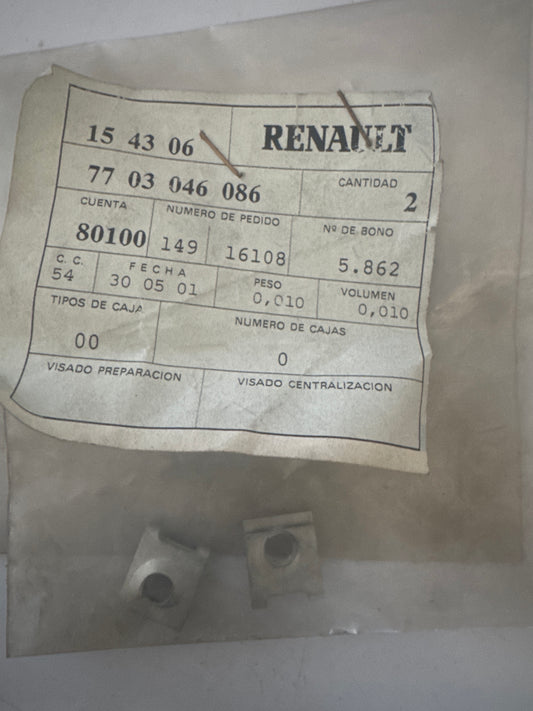 15 43 06 RENAULT
77 03 046 086 CANTIDAD 2
CUENTA NUMERO DE PEDIDO Nº DE BONO
80100 149 16108 5.862
C. C. FECHA PESO VOLUMEN
54 30 05 01 0,010 0,010
TIPOS DE CAJA NUMERO DE CAJAS
00 0
VISADO PREPARACION VISADO CENTRALIZACION